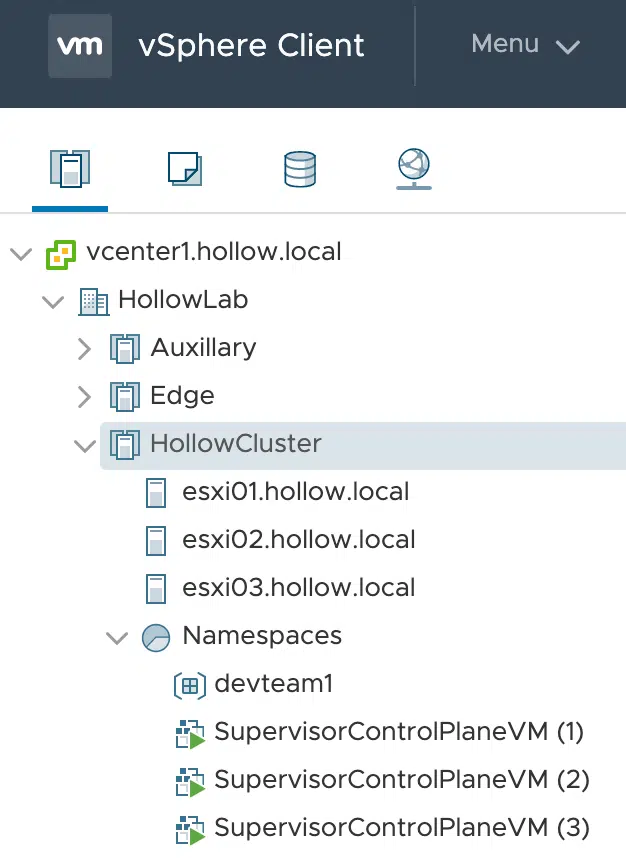 vm vSphere Client Menu
vcenter1.hollow.local
HollowLab
Auxillary
Edge
HollowCluster
esxi01.hollow.local
esxi02.hollow.local
esxi03.hollow.local
Namespaces
devteam1
SupervisorControlPlaneVM (1)
SupervisorControlPlaneVM (2)
SupervisorControlPlaneVM (3)